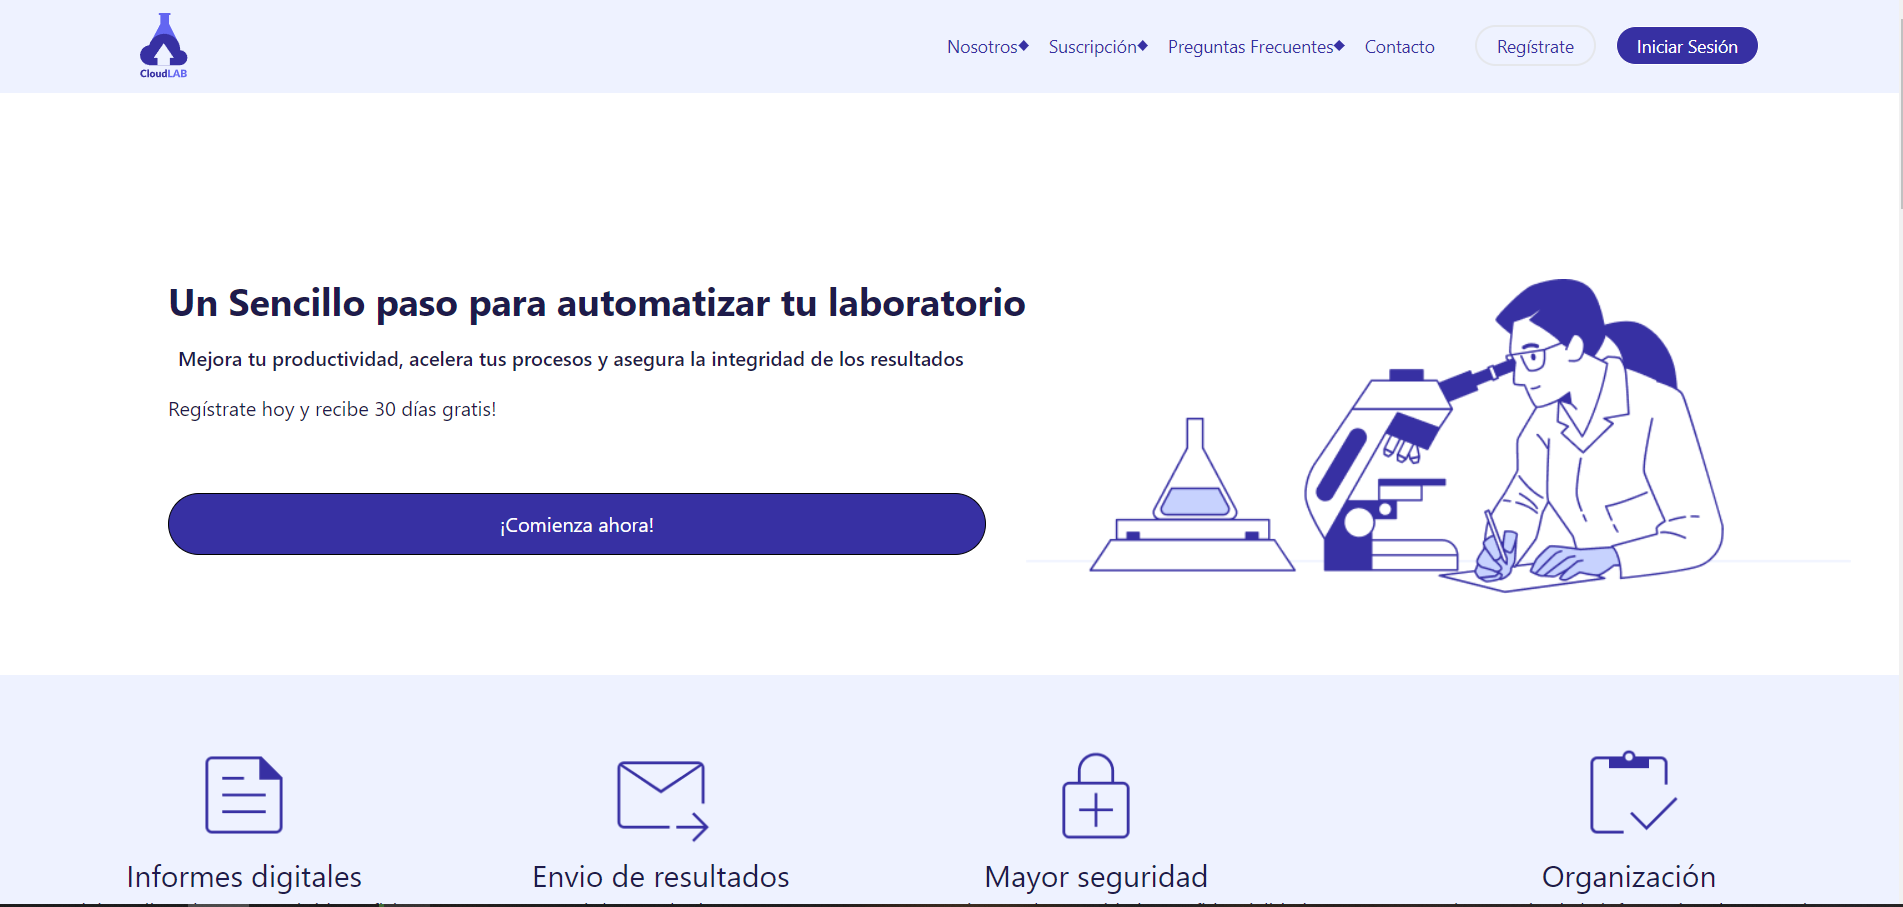 CloudLAB
Nosotros Suscripción Preguntas Frecuentes Contacto Regístrate Iniciar Sesión
Un Sencillo paso para automatizar tu laboratorio
Mejora tu productividad, acelera tus procesos y asegura la integridad de los resultados
Regístrate hoy y recibe 30 días gratis!
¡Comienza ahora!
Informes digitales Envio de resultados Mayor seguridad Organización